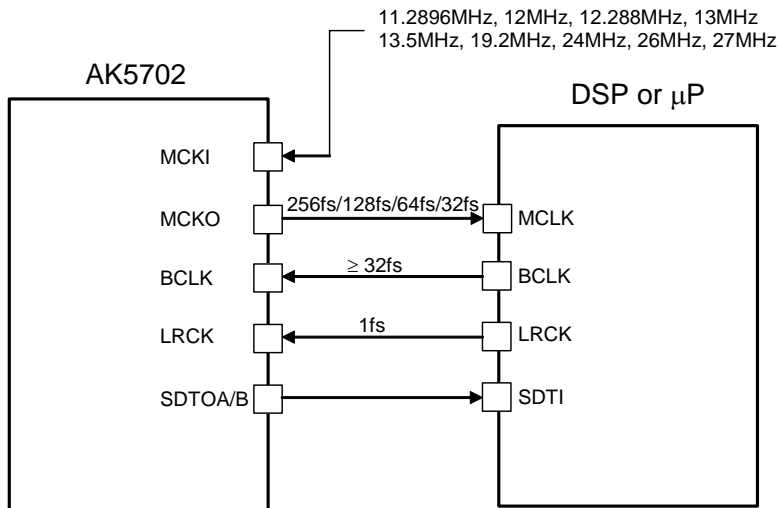 11.2896MHz, 12MHz, 12.288MHz, 13MHz
13.5MHz, 19.2MHz, 24MHz, 26MHz, 27MHz
AK5702
DSP or μP
MCKI
MCKO
256fs/128fs/64fs/32fs
MCLK
BCLK
≥ 32fs
BCLK
LRCK
1fs
LRCK
SDTOA/B
SDTI